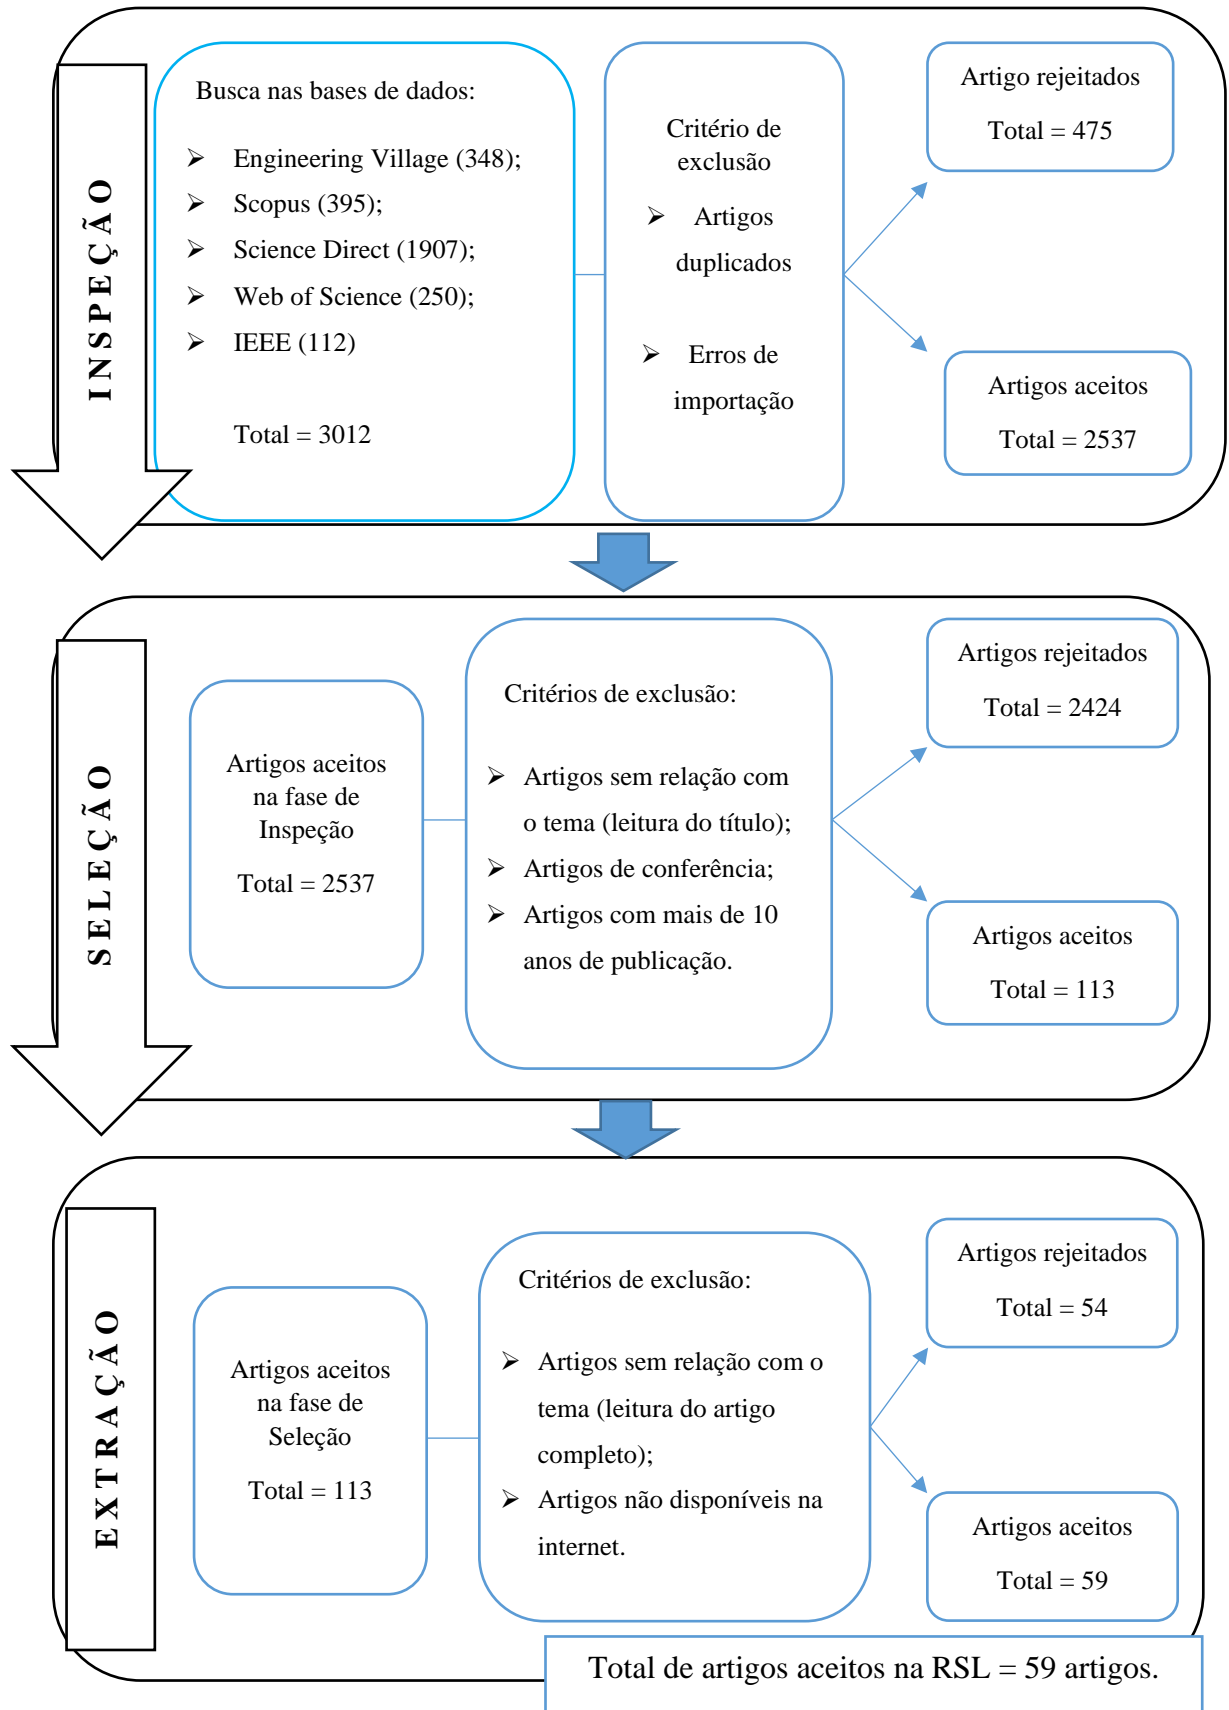 INSPEÇÃO
Busca nas bases de dados:
➢ Engineering Village (348);
➢ Scopus (395);
➢ Science Direct (1907);
➢ Web of Science (250);
➢ IEEE (112)
Total = 3012
Critério de
exclusão
➢ Artigos
duplicados
➢ Erros de
importação
Artigo rejeitados
Total = 475
Artigos aceitos
Total = 2537
SELEÇÃO
Artigos aceitos
na fase de
Inspeção
Total = 2537
Critérios de exclusão:
➢ Artigos sem relação com
o tema (leitura do título);
➢ Artigos de conferência;
➢ Artigos com mais de 10
anos de publicação.
Artigos rejeitados
Total = 2424
Artigos aceitos
Total = 113
EXTRAÇÃO
Artigos aceitos
na fase de
Seleção
Total = 113
Critérios de exclusão:
➢ Artigos sem relação com o
tema (leitura do artigo
completo);
➢ Artigos não disponíveis na
internet.
Artigos rejeitados
Total = 54
Artigos aceitos
Total = 59
Total de artigos aceitos na RSL = 59 artigos.